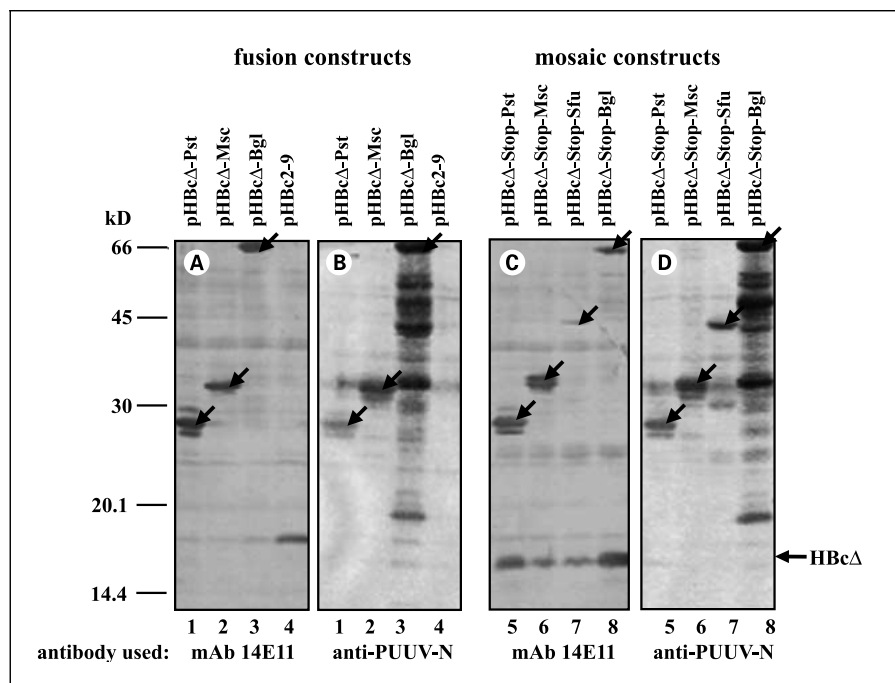 fusion constructs
mosaic constructs
pHBcΔ-Pst
pHBcΔ-Msc
pHBcΔ-Bgl
pHBc2-9
pHBcΔ-Pst
pHBcΔ-Msc
pHBcΔ-Bgl
pHBc2-9
pHBcΔ-Stop-Pst
pHBcΔ-Stop-Msc
pHBcΔ-Stop-Sfu
pHBcΔ-Stop-Bgl
pHBcΔ-Stop-Pst
pHBcΔ-Stop-Msc
pHBcΔ-Stop-Sfu
pHBcΔ-Stop-Bgl
kD
66
45
30
20.1
14.4
A
B
C
D
HBcΔ
1 2 3 4 1 2 3 4 5 6 7 8 5 6 7 8
antibody used: mAb 14E11 anti-PUUV-N mAb 14E11 anti-PUUV-N